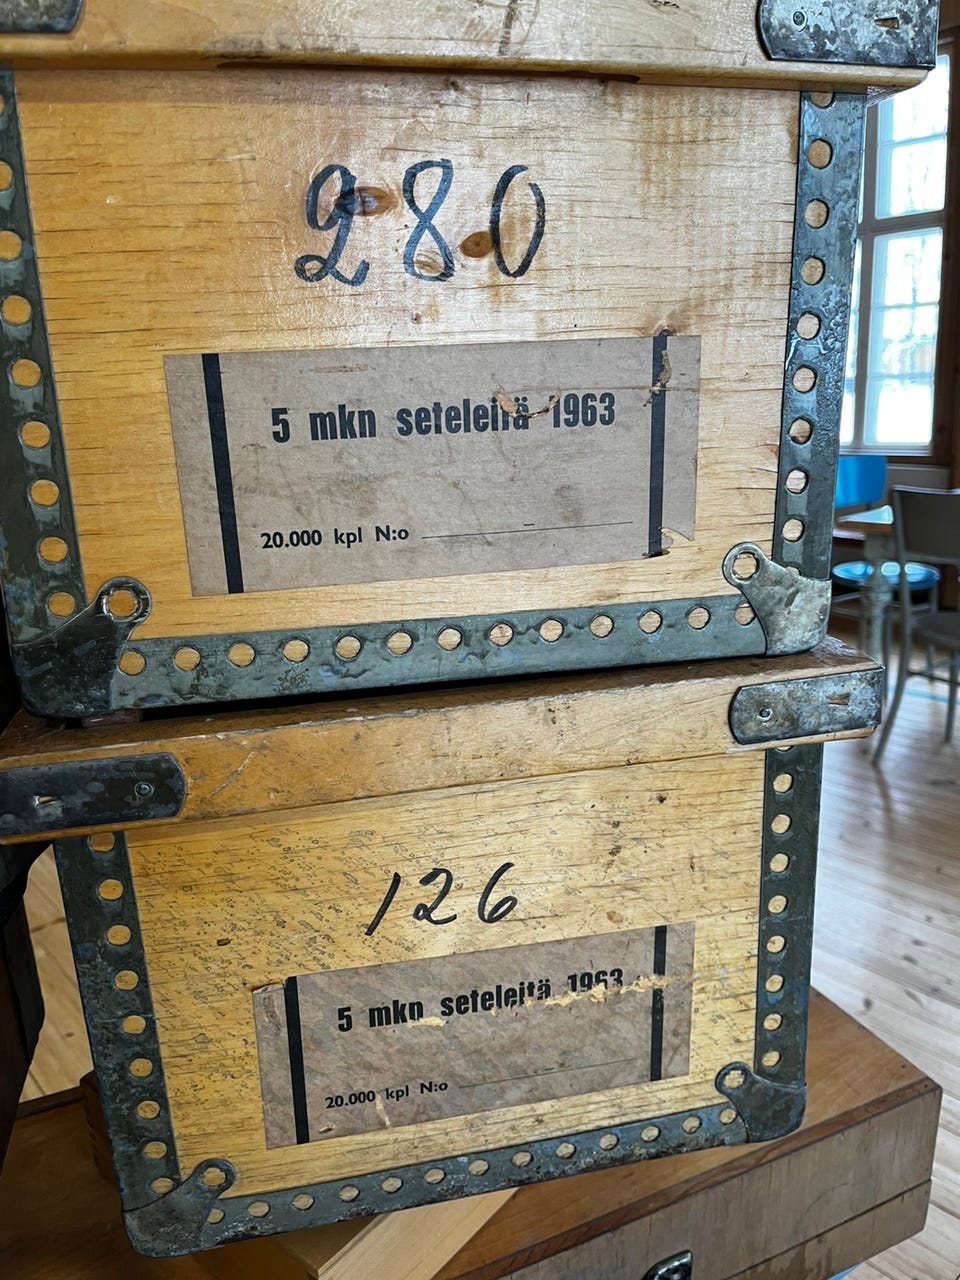 280
5 mkn seteleitä 1963
20.000 kpl N:o
126
5 mkn seteleitä 1963
20.000 kpl N:o